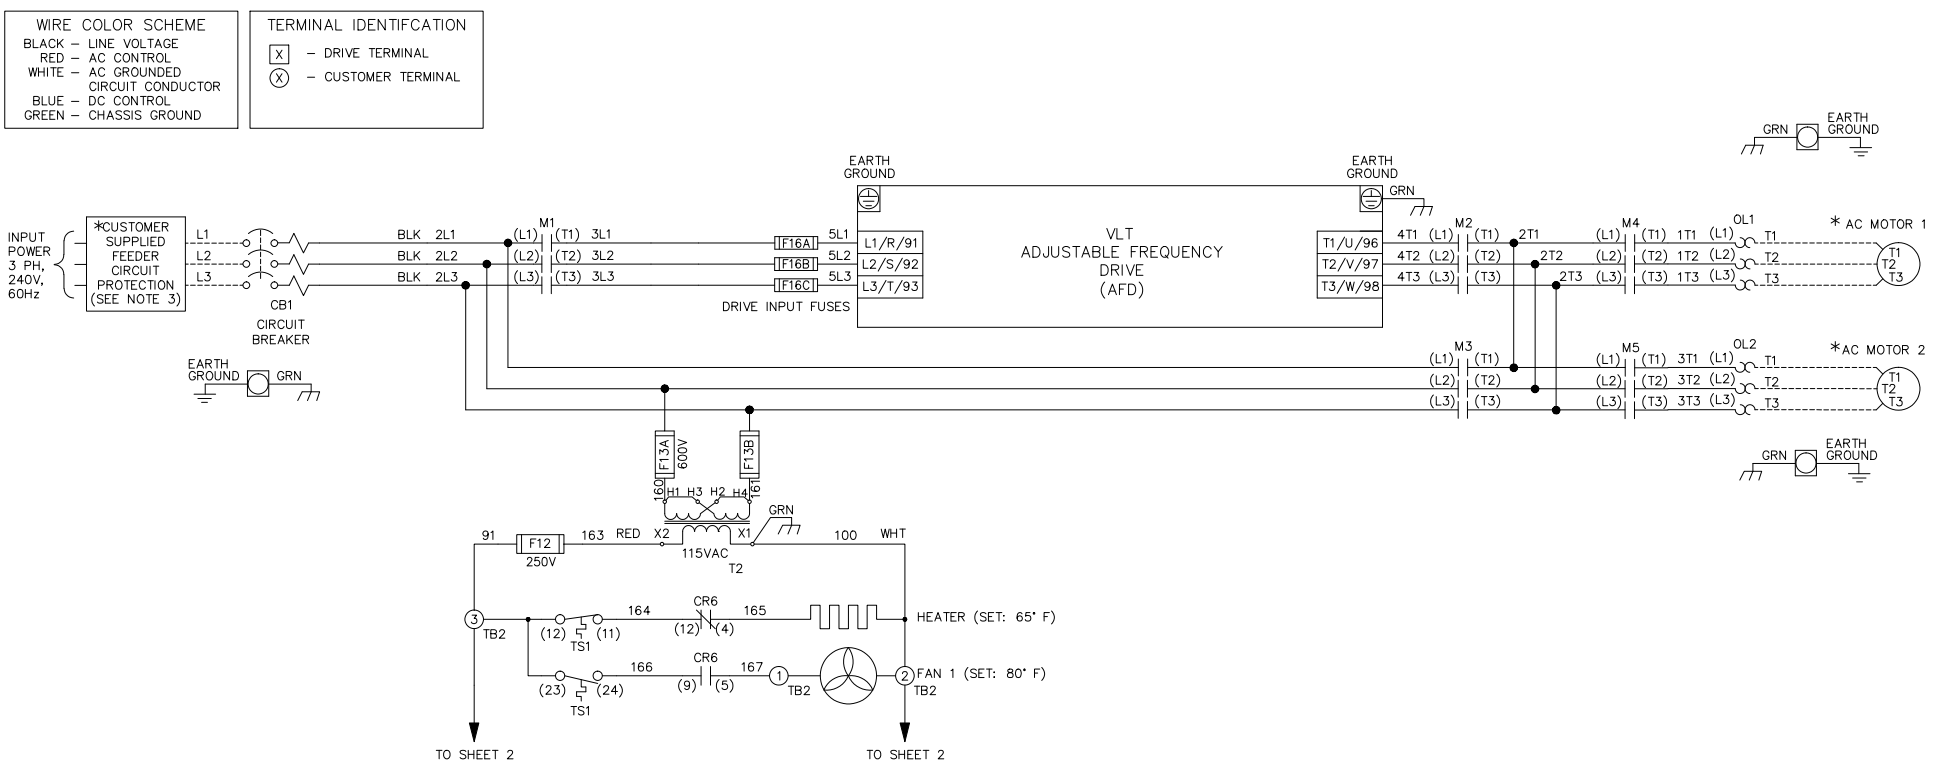 WIRE COLOR SCHEME
BLACK – LINE VOLTAGE
RED – AC CONTROL
WHITE – AC GROUNDED
CIRCUIT CONDUCTOR
BLUE – DC CONTROL
GREEN – CHASSIS GROUND
TERMINAL IDENTIFCATION
X – DRIVE TERMINAL
X – CUSTOMER TERMINAL
GRN
EARTH
GROUND
INPUT
POWER
3 PH,
240V,
60Hz
*CUSTOMER
SUPPLIED
FEEDER
CIRCUIT
PROTECTION
(SEE NOTE 3)
L1
L2
L3
CB1
CIRCUIT
BREAKER
BLK 2L1
BLK 2L2
BLK 2L3
M1
(L1) (T1) 3L1
(L2) (T2) 3L2
(L3) (T3) 3L3
F16A 5L1
F16B 5L2
F16C 5L3
DRIVE INPUT FUSES
EARTH
GROUND
L1/R/91
L2/S/92
L3/T/93
VLT
ADJUSTABLE FREQUENCY
DRIVE
(AFD)
EARTH
GROUND
GRN
T1/U/96
T2/V/97
T3/W/98
M2
4T1 (L1) (T1) 2T1
4T2 (L2) (T2) 2T2
4T3 (L3) (T3) 2T3
M4
(L1) (T1) 1T1 (L1) T1
(L2) (T2) 1T2 (L2) T2
(L3) (T3) 1T3 (L3) T3
OL1
* AC MOTOR 1
T1
T2
T3
EARTH
GROUND
GRN
M3
(L1) (T1)
(L2) (T2)
(L3) (T3)
M5
(L1) (T1) 3T1 (L1) T1
(L2) (T2) 3T2 (L2) T2
(L3) (T3) 3T3 (L3) T3
OL2
*AC MOTOR 2
T1
T2
T3
GRN
EARTH
GROUND
F13A
600V
F13B
160
161
H1 H3 H2 H4
GRN
91
F12
250V
163 RED X2
X1
115VAC
T2
100 WHT
3
TB2
(12) (11)
TS1
164
CR6
(12) (4)
165
HEATER (SET: 65° F)
(23) (24)
TS1
166
CR6
(9) (5)
167
1
TB2
2
TB2
FAN 1 (SET: 80° F)
TO SHEET 2
TO SHEET 2